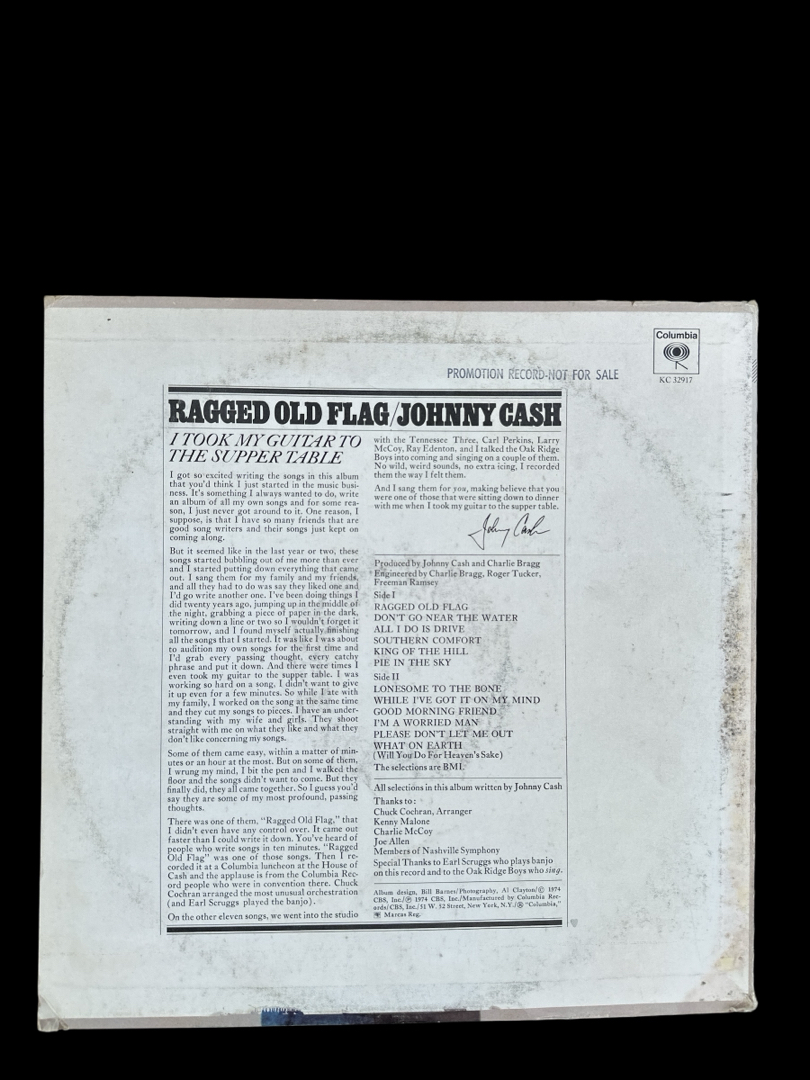 Columbia
KC 32917
PROMOTION RECORD-NOT FOR SALE
RAGGED OLD FLAG/JOHNNY CASH
I TOOK MY GUITAR TO
THE SUPPER TABLE
I got so excited writing the songs in this album
that you'd think I just started in the music busi-
ness. It's something I always wanted to do, write
an album of all my own songs and for some rea-
son, I just never got around to it. One reason, I
suppose, is that I have so many friends that are
good song writers and their songs just kept on
coming along.
But it seemed like in the last year or two, these
songs started bubbling out of me more than ever
and I started putting down everything that came
out. I sang them for my family and my friends,
and all they had to do was say they liked one and
I'd go write another one. I've been doing things I
did twenty years ago, jumping up in the middle of
the night, grabbing a piece of paper in the dark,
writing down a line or two so I wouldn't forget it
tomorrow, and I found myself actually finishing
all the songs that I started. It was like I was about
to audition my own songs for the first time and
I'd grab every passing thought, every catchy
phrase and put it down. And there were times I
even took my guitar to the supper table. I was
working so hard on a song, I didn't want to give
it up even for a few minutes. So while I ate with
my family, I worked on the song at the same time
and they cut my songs to pieces. I have an under-
standing with my wife and girls. They shoot
straight with me on what they like and what they
don't like concerning my songs.
Some of them came easy, within a matter of min-
utes or an hour at the most. But on some of them,
I wrung my mind, I bit the pen and I walked the
floor and the songs didn't want to come. But they
finally did, they all came together. So I guess you'd
say they are some of my most profound, passing
thoughts.
There was one of them, "Ragged Old Flag," that
I didn't even have any control over. It came out
faster than I could write it down. You've heard of
people who write songs in ten minutes. "Ragged
Old Flag" was one of those songs. Then I re-
corded it at a Columbia luncheon at the House of
Cash and the applause is from the Columbia Rec-
ord people who were in convention there. Chuck
Cochran arranged the most unusual orchestration
(and Earl Scruggs played the banjo).
On the other eleven songs, we went into the studio
with the Tennessee Three, Carl Perkins, Larry
McCoy, Ray Edenton, and I talked the Oak Ridge
Boys into coming and singing on a couple of them.
No wild, weird sounds, no extra icing, I recorded
them the way I felt them.
And I sang them for you, making believe that you
were one of those that were sitting down to dinner
with me when I took my guitar to the supper table.
Johnny Cash
Produced by Johnny Cash and Charlie Bragg
Engineered by Charlie Bragg, Roger Tucker,
Freeman Ramsey
Side I
RAGGED OLD FLAG
DON'T GO NEAR THE WATER
ALL I DO IS DRIVE
SOUTHERN COMFORT
KING OF THE HILL
PIE IN THE SKY
Side II
LONESOME TO THE BONE
WHILE I'VE GOT IT ON MY MIND
GOOD MORNING FRIEND
I'M A WORRIED MAN
PLEASE DON'T LET ME OUT
WHAT ON EARTH
(Will You Do For Heaven's Sake)
The selections are BMI.
All selections in this album written by Johnny Cash
Thanks to:
Chuck Cochran, Arranger
Kenny Malone
Charlie McCoy
Joe Allen
Members of Nashville Symphony
Special Thanks to Earl Scruggs who plays banjo
on this record and to the Oak Ridge Boys who sing.
Album design, Bill Barnes/Photography, Al Clayton/© 1974
CBS, Inc./℗ 1974 CBS, Inc./Manufactured by Columbia Rec-
ords/CBS, Inc./51 W. 52 Street, New York, N.Y./® "Columbia,"
Marcas Reg.